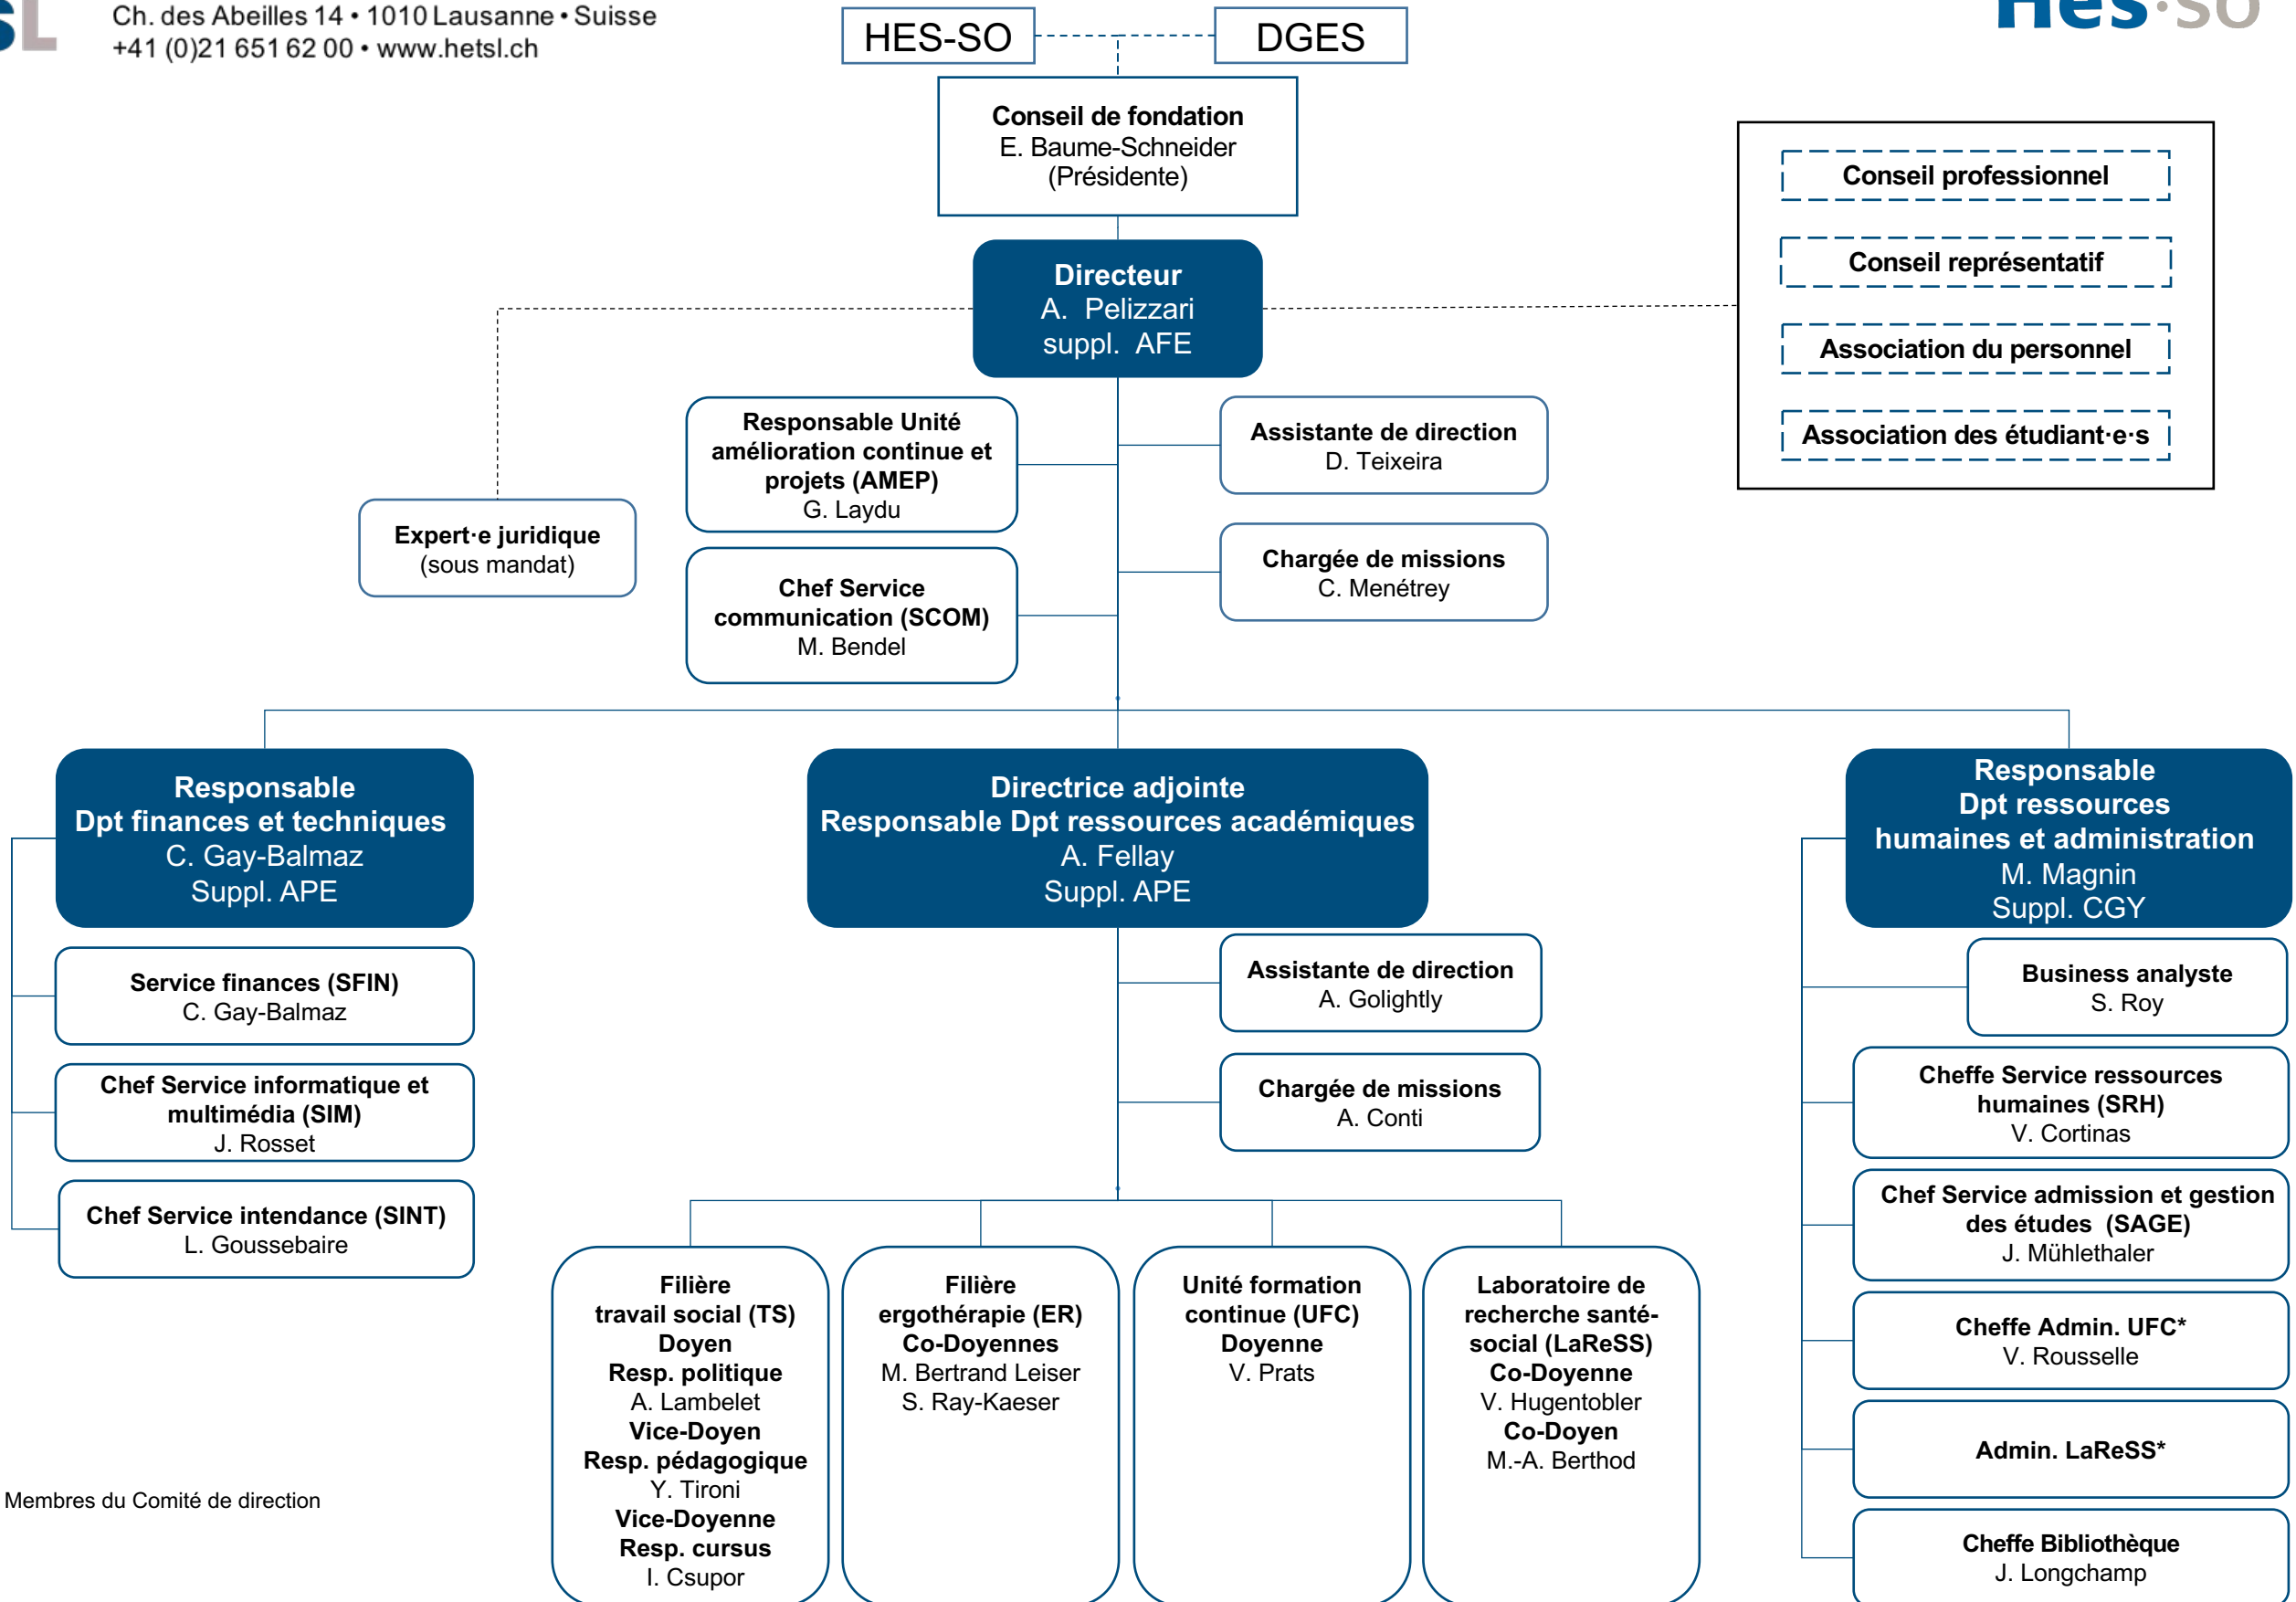 SL
Ch. des Abeilles 14 • 1010 Lausanne • Suisse
+41 (0)21 651 62 00 • www.hetsl.ch
Hes·so
HES-SO
DGES
Conseil de fondation
E. Baume-Schneider
(Présidente)
Conseil professionnel
Conseil représentatif
Association du personnel
Association des étudiant·e·s
Directeur
A. Pelizzari
suppl. AFE
Responsable Unité
amélioration continue et
projets (AMEP)
G. Laydu
Assistante de direction
D. Teixeira
Expert·e juridique
(sous mandat)
Chef Service
communication (SCOM)
M. Bendel
Chargée de missions
C. Menétrey
Responsable
Dpt finances et techniques
C. Gay-Balmaz
Suppl. APE
Service finances (SFIN)
C. Gay-Balmaz
Chef Service informatique et
multimédia (SIM)
J. Rosset
Chef Service intendance (SINT)
L. Goussebaire
Directrice adjointe
Responsable Dpt ressources académiques
A. Fellay
Suppl. APE
Assistante de direction
A. Golightly
Chargée de missions
A. Conti
Filière
travail social (TS)
Doyen
Resp. politique
A. Lambelet
Vice-Doyen
Resp. pédagogique
Y. Tironi
Vice-Doyenne
Resp. cursus
I. Csupor
Filière
ergothérapie (ER)
Co-Doyennes
M. Bertrand Leiser
S. Ray-Kaeser
Unité formation
continue (UFC)
Doyenne
V. Prats
Laboratoire de
recherche santé-
social (LaReSS)
Co-Doyenne
V. Hugentobler
Co-Doyen
M.-A. Berthod
Responsable
Dpt ressources
humaines et administration
M. Magnin
Suppl. CGY
Business analyste
S. Roy
Cheffe Service ressources
humaines (SRH)
V. Cortinas
Chef Service admission et gestion
des études (SAGE)
J. Mühlethaler
Cheffe Admin. UFC*
V. Rousselle
Admin. LaReSS*
Cheffe Bibliothèque
J. Longchamp
Membres du Comité de direction